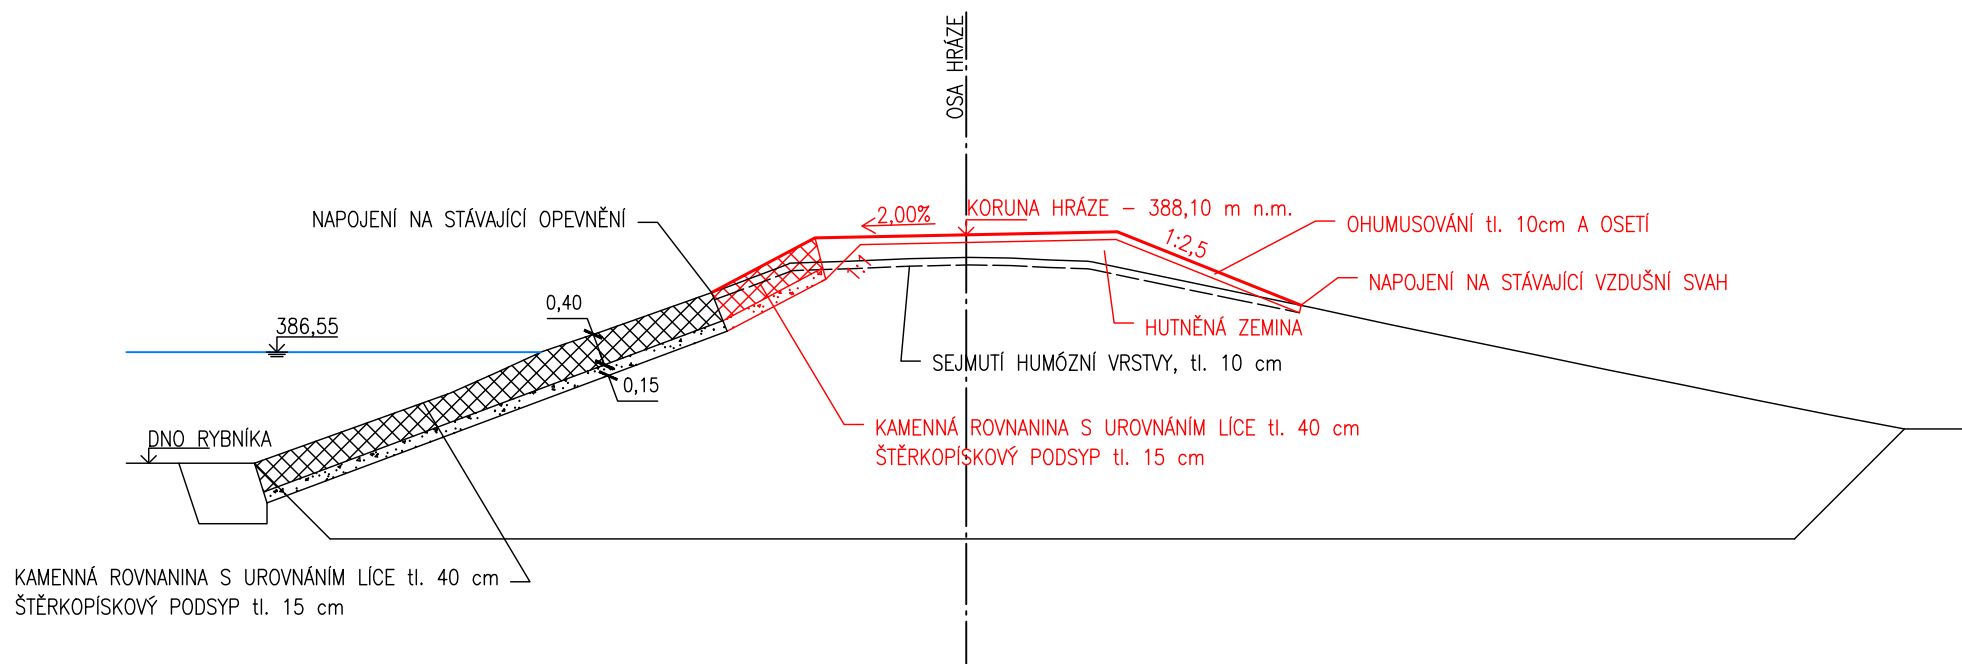 OSA HRÁZE
NAPOJENÍ NA STÁVAJÍCÍ OPEVNĚNÍ
2,00%
KORUNA HRÁZE – 388,10 m n.m.
OHUMUSOVÁNÍ tl. 10cm A OSETÍ
1:2,5
1:1
NAPOJENÍ NA STÁVAJÍCÍ VZDUŠNÍ SVAH
0,40
386,55
HUTNĚNÁ ZEMINA
SEJMUTÍ HUMÓZNÍ VRSTVY, tl. 10 cm
0,15
DNO RYBNÍKA
KAMENNÁ ROVNANINA S UROVNÁNÍM LÍCE tl. 40 cm
ŠTĚRKOPÍSKOVÝ PODSYP tl. 15 cm
KAMENNÁ ROVNANINA S UROVNÁNÍM LÍCE tl. 40 cm
ŠTĚRKOPÍSKOVÝ PODSYP tl. 15 cm